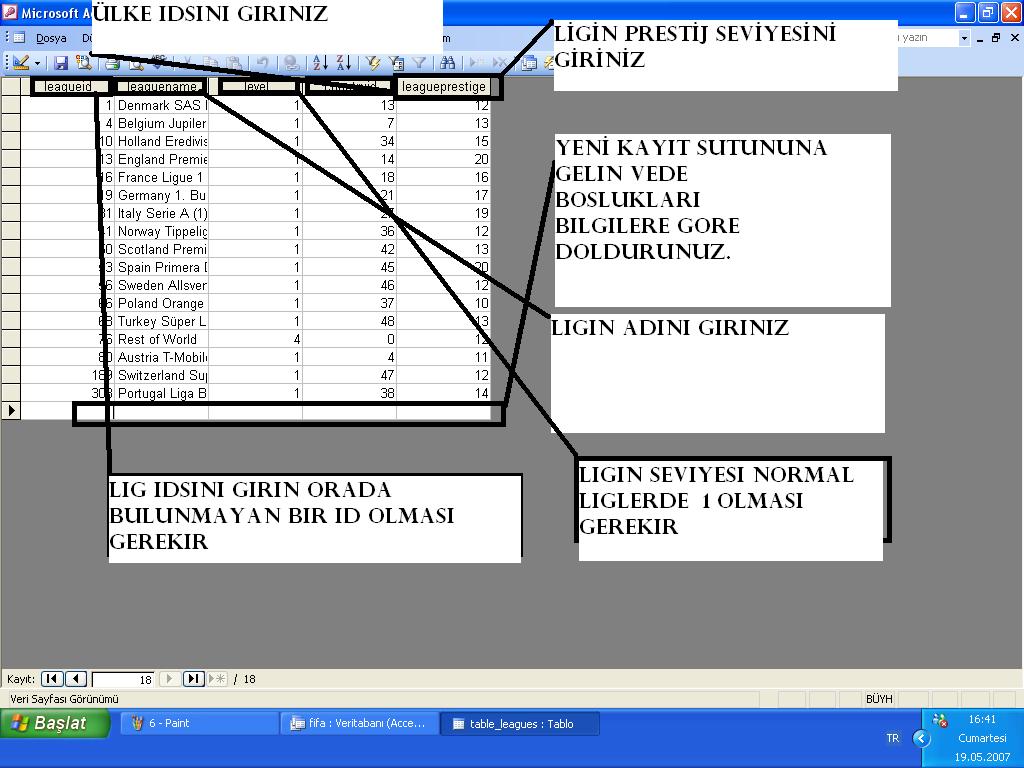 Microsoft A
ÜLKE IDSINI GIRINIZ
Dosya
yazın
LİGİN PRESTİJ SEVİYESİNİ
GİRİNİZ
leagueid leaguename level leagueprestige
1 Denmark SAS 1 13 12
4 Belgium Jupiler 1 7 13
10 Holland Eredivis 1 34 15
13 England Premie 1 14 20
16 France Ligue 1 1 18 16
19 Germany 1. Bu 1 21 17
31 Italy Serie A (1) 1 27 19
41 Norway Tippelig 1 36 12
50 Scotland Premi 1 42 13
53 Spain Primera 1 45 20
56 Sweden Allsver 1 46 12
66 Poland Orange 1 37 10
68 Turkey Süper L 1 48 13
76 Rest of World 4 0 12
80 Austria T-Mobil 1 4 11
189 Switzerland Su 1 47 12
308 Portugal Liga B 1 38 14
YENİ KAYIT SUTUNUNA
GELIN VEDE
BOSLUKLARI
BILGILERE GORE
DOLDURUNUZ.
LIGIN ADINI GIRINIZ
LIGIN SEVIYESI NORMAL
LIGLERDE 1 OLMASI
GEREKIR
LIG IDSINI GIRIN ORADA
BULUNMAYAN BIR ID OLMASI
GEREKIR
Kayıt: 18 / 18
Veri Sayfası Görünümü
BÜYH
Başlat
6 - Paint
fifa : Veritabanı (Acce...
table_leagues : Tablo
TR
16:41
Cumartesi
19.05.2007